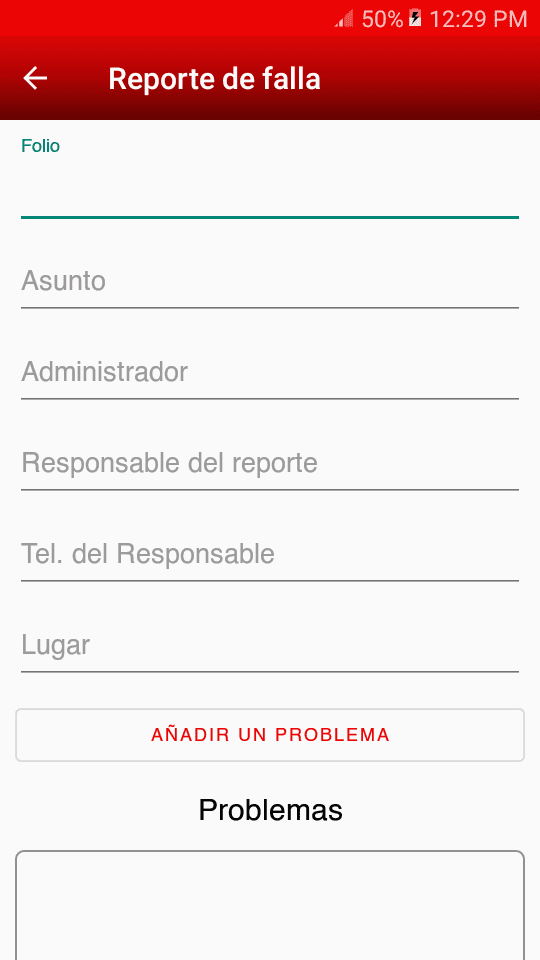 50% 12:29 PM
Reporte de falla
Folio
Asunto
Administrador
Responsable del reporte
Tel. del Responsable
Lugar
AÑADIR UN PROBLEMA
Problemas